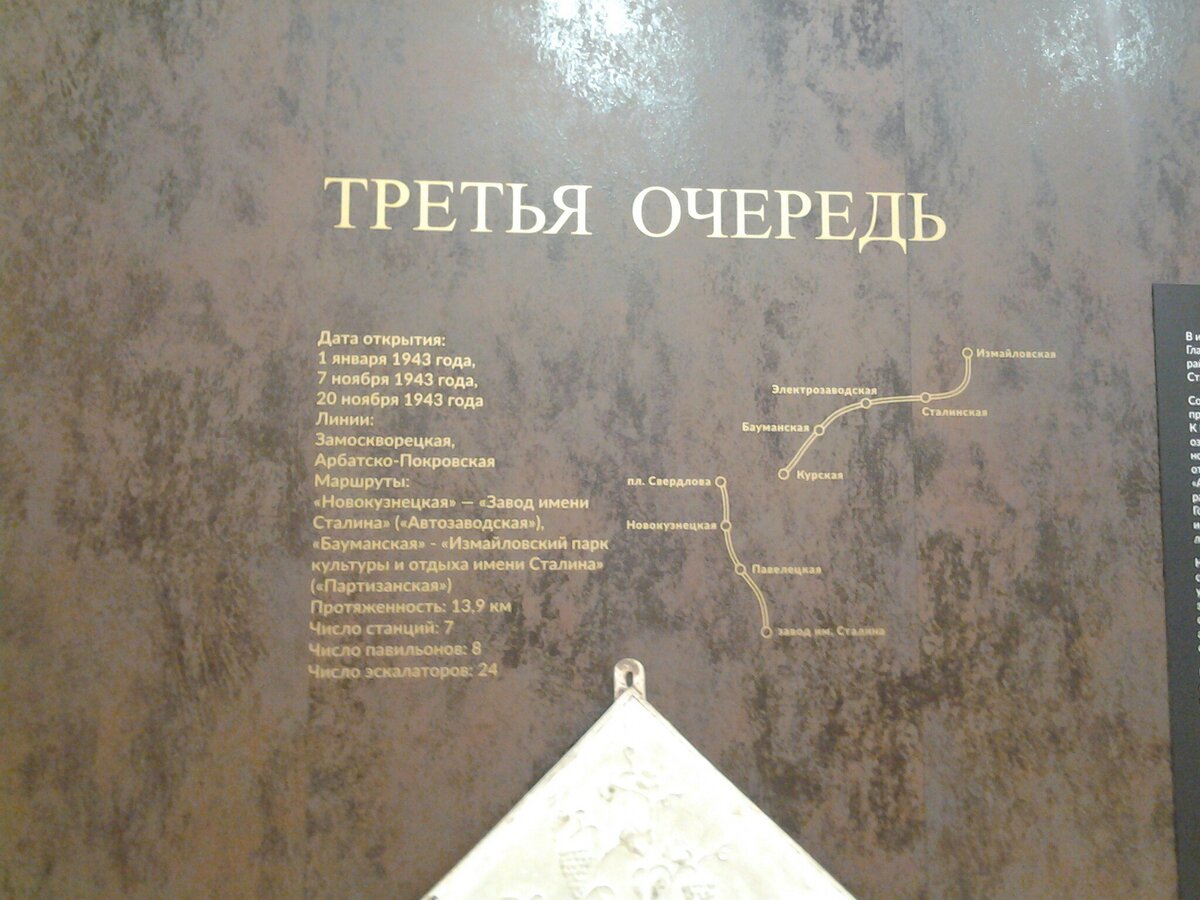 ТРЕТЬЯ ОЧЕРЕДЬ
Дата открытия:
1 января 1943 года,
7 ноября 1943 года,
20 ноября 1943 года
Линии:
Замоскворецкая,
Арбатско-Покровская
Маршруты:
«Новокузнецкая» — «Завод имени
Сталина» («Автозаводская»),
«Бауманская» - «Измайловский парк
культуры и отдыха имени Сталина»
(«Партизанская»)
Протяженность: 13,9 км
Число станций: 7
Число павильонов: 8
Число эскалаторов: 24
Измайловская
Электрозаводская
Сталинская
Бауманская
Курская
пл. Свердлова
Новокузнецкая
Павелецкая
завод им. Сталина